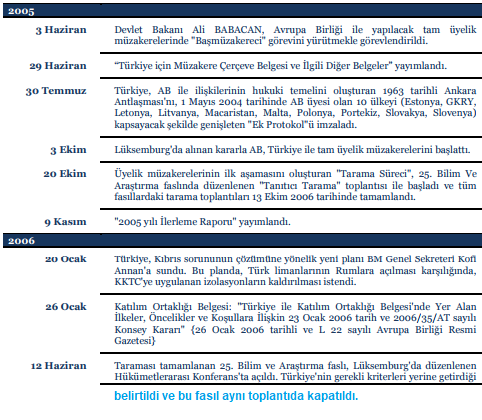 2005
3 Haziran
Devlet Bakanı Ali BABACAN, Avrupa Birliği ile yapılacak tam üyelik
müzakerelerinde "Başmüzakereci" görevini yürütmekle görevlendirildi.
29 Haziran
“Türkiye için Müzakere Çerçeve Belgesi ve İlgili Diğer Belgeler” yayımlandı.
30 Temmuz
Türkiye, AB ile ilişkilerinin hukuki temelini oluşturan 1963 tarihli Ankara
Antlaşması'nı, 1 Mayıs 2004 tarihinde AB üyesi olan 10 ülkeyi (Estonya, GKRY,
Letonya, Litvanya, Macaristan, Malta, Polonya, Portekiz, Slovakya, Slovenya)
kapsayacak şekilde genişleten "Ek Protokol"ü imzaladı.
3 Ekim
Lüksemburg'da alınan kararla AB, Türkiye ile tam üyelik müzakerelerini başlattı.
20 Ekim
Üyelik müzakerelerinin ilk aşamasını oluşturan "Tarama Süreci", 25. Bilim Ve
Araştırma faslında düzenlenen "Tanıtıcı Tarama" toplantısı ile başladı ve tüm
fasıllardaki tarama toplantıları 13 Ekim 2006 tarihinde tamamlandı.
9 Kasım
"2005 yılı İlerleme Raporu" yayımlandı.
2006
20 Ocak
Türkiye, Kıbrıs sorununun çözümüne yönelik yeni planı BM Genel Sekreteri Kofi
Annan'a sundu. Bu planda, Türk limanlarının Rumlara açılması karşılığında,
KKTC'ye uygulanan izolasyonların kaldırılması istendi.
26 Ocak
Katılım Ortaklığı Belgesi: "Türkiye ile Katılım Ortaklığı Belgesi'nde Yer Alan
İlkeler, Öncelikler ve Koşullara İlişkin 23 Ocak 2006 tarih ve 2006/35/AT sayılı
Konsey Kararı" {26 Ocak 2006 tarihli ve L 22 sayılı Avrupa Birliği Resmi
Gazetesi}
12 Haziran
Taraması tamamlanan 25. Bilim ve Araştırma faslı, Lüksemburg'da düzenlenen
Hükümetlerarası Konferans'ta açıldı. Türkiye'nin gerekli kriterleri yerine getirdiği
belirtildi ve bu fasıl aynı toplantıda kapatıldı.